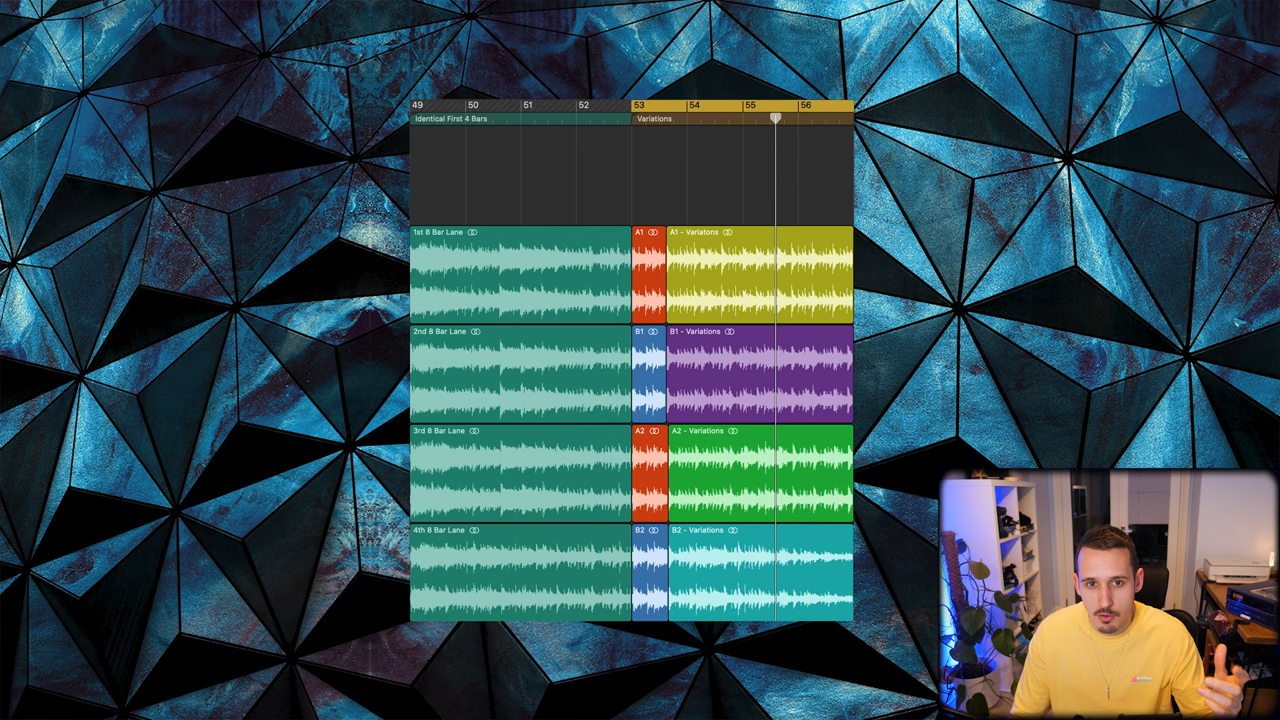 49 50 51 52 53 54 55 56
Identical First 4 Bars Variations
1st 8 Bar Lane A1 A1 - Variatons
2nd 8 Bar Lane B1 B1 - Variations
3rd 8 Bar Lane A2 A2 - Variations
4th 8 Bar Lane B2 B2 - Variations